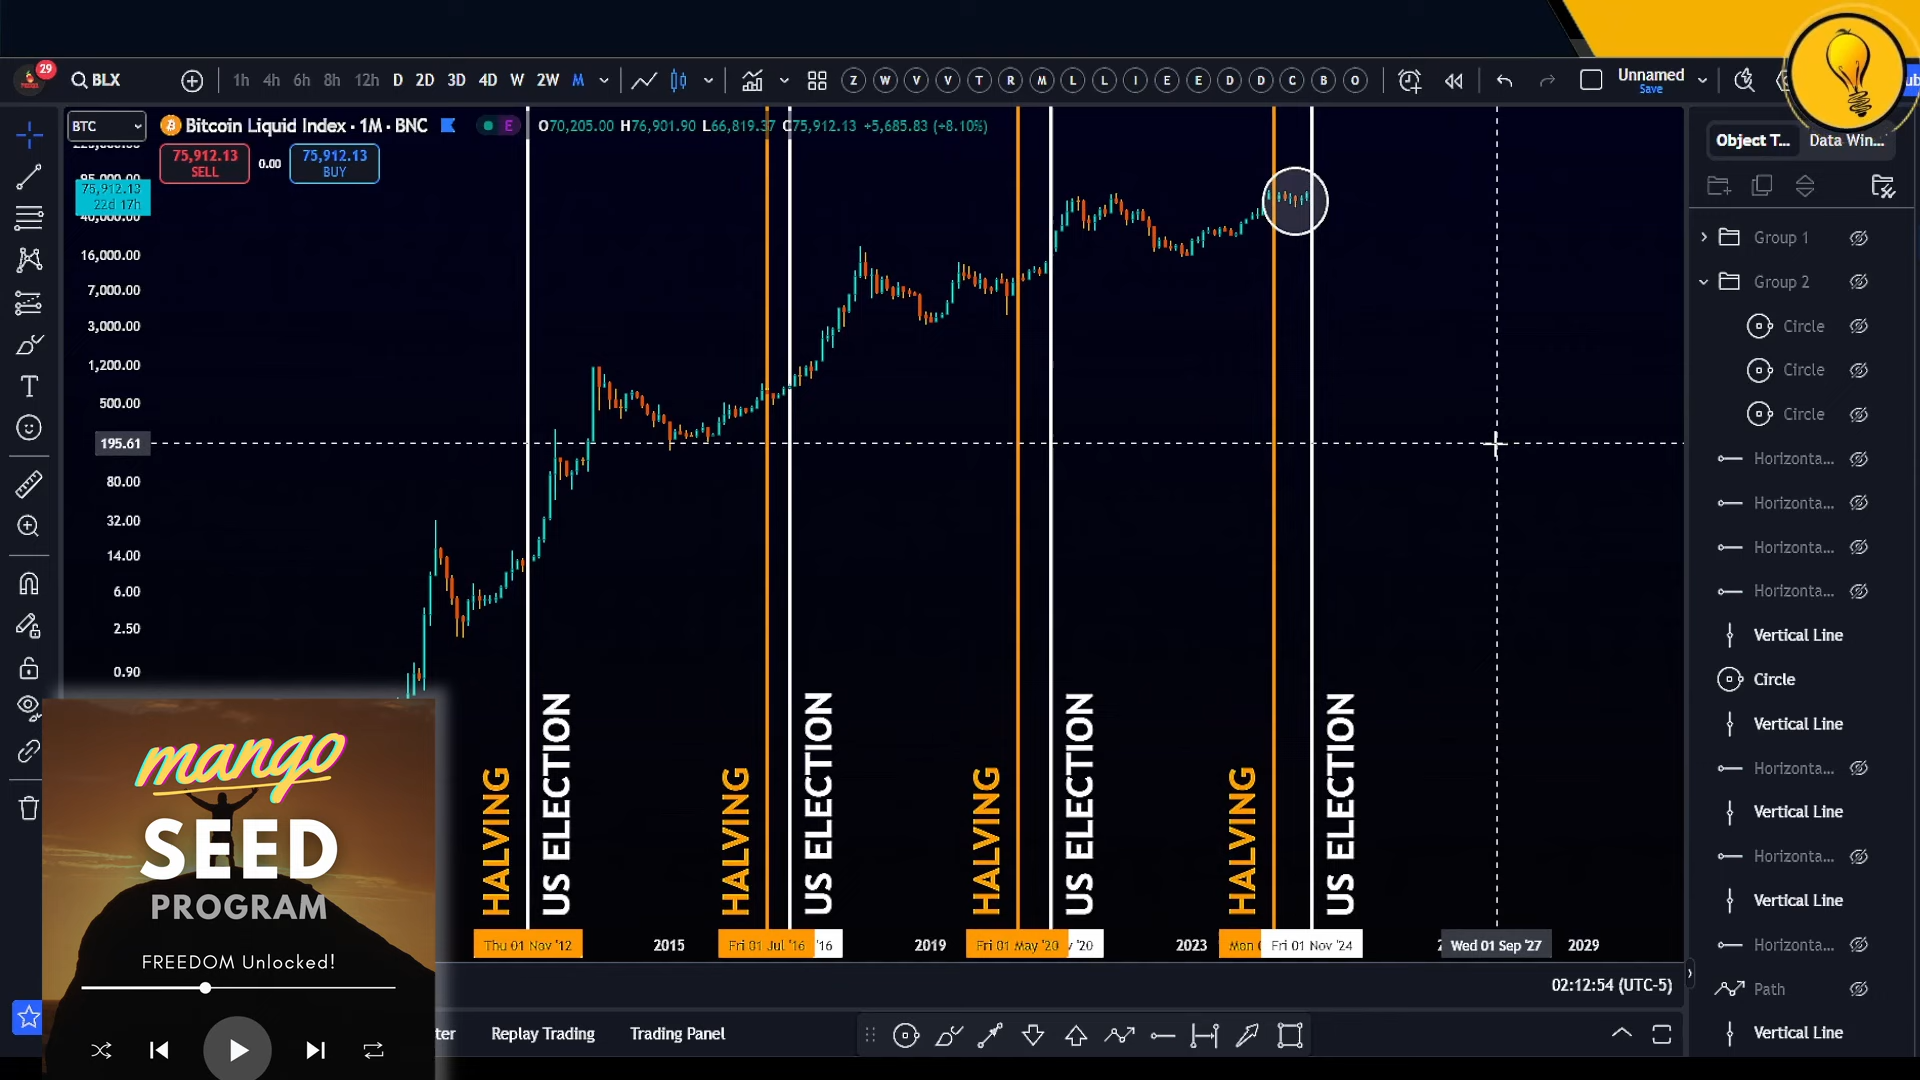 29
BLX
1h 4h 6h 8h 12h D 2D 3D 4D W 2W M
Z W V V T R M L L I E E D D C B O
Unnamed
Save
BTC
Bitcoin Liquid Index · 1M · BNC
E
O70,205.00 H76,901.90 L66,819.37 C75,912.13 +5,685.83 (+8.10%)
75,912.13
SELL
0.00
75,912.13
BUY
75,912.13
22d 17h
40,000.00
16,000.00
7,000.00
3,000.00
1,200.00
500.00
195.61
80.00
32.00
14.00
6.00
2.50
0.90
HALVING
US ELECTION
HALVING
US ELECTION
HALVING
US ELECTION
HALVING
US ELECTION
Thu 01 Nov '12
2015
Fri 01 Jul '16
'16
2019
Fri 01 May '20
'20
2023
Mon
Fri 01 Nov '24
Wed 01 Sep '27
2029
02:12:54 (UTC-5)
Replay Trading
Trading Panel
Object T...
Data Win...
Group 1
Group 2
Circle
Circle
Circle
Horizonta...
Horizonta...
Horizonta...
Horizonta...
Vertical Line
Circle
Vertical Line
Horizonta...
Vertical Line
Horizonta...
Vertical Line
Horizonta...
Path
Vertical Line
mango
SEED
PROGRAM
FREEDOM Unlocked!